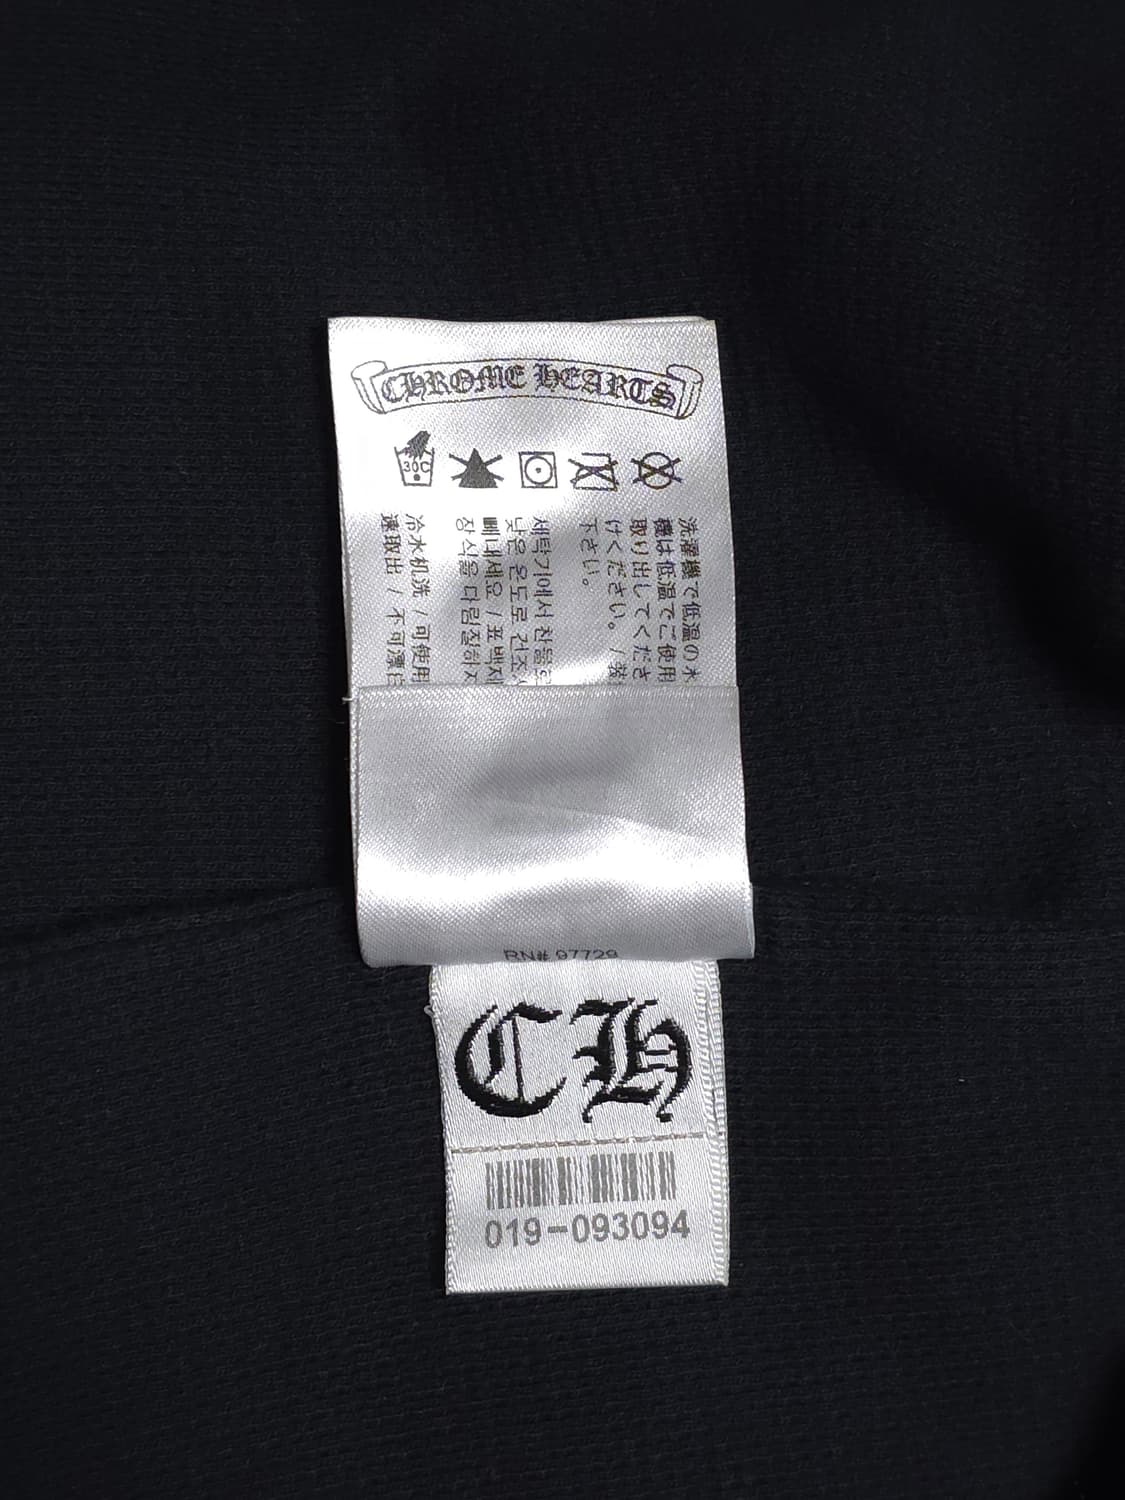 CHROME HEARTS
30C
洗濯機で低温の水
機は低温でご使用
取り出してくださ
けください。 /
下さい。
세탁기에서 찬물로
낮은 온도로 건조
빼내세요 / 표백제
장식을 다림질하지
冷水机洗 / 可使用
速取出 / 不可漂白
RN# 97729
CH
019-093094